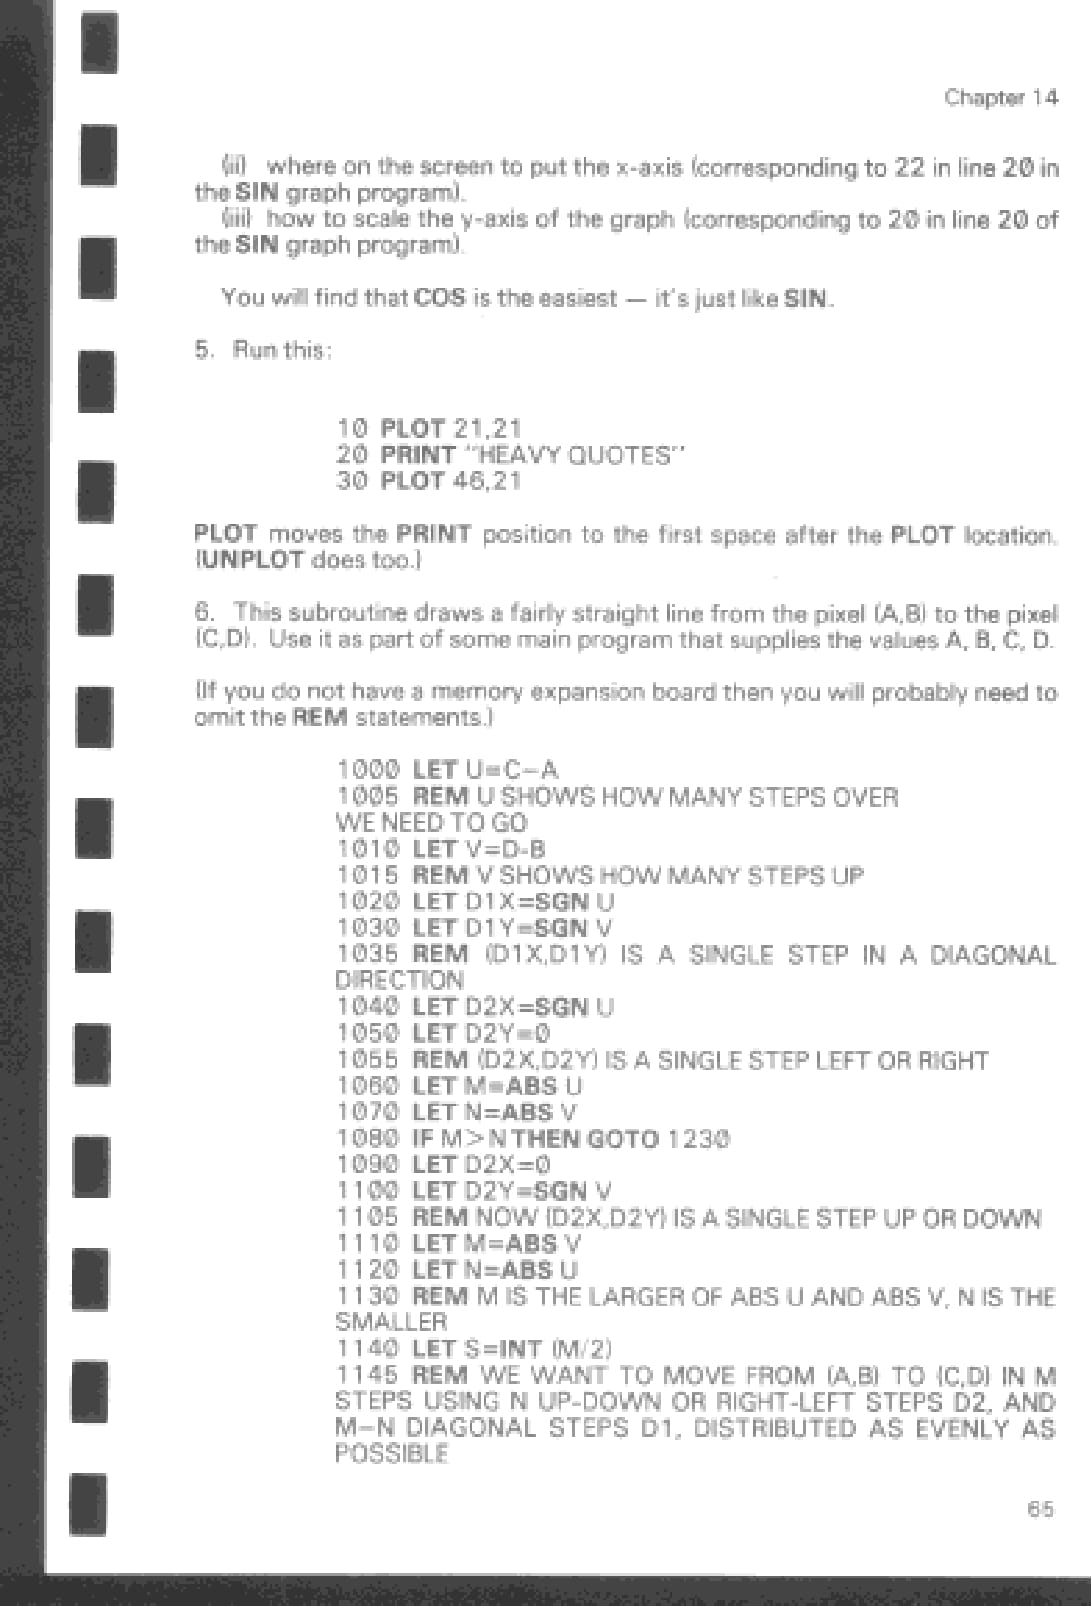 Chapter 14
(ii) where on the screen to put the x-axis (corresponding to 22 in line 20 in
the SIN graph program).
(iii) how to scale the y-axis of the graph (corresponding to 20 in line 20 of
the SIN graph program).
You will find that COS is the easiest — it's just like SIN.
5. Run this:
10 PLOT 21,21
20 PRINT "HEAVY QUOTES"
30 PLOT 46,21
PLOT moves the PRINT position to the first space after the PLOT location.
(UNPLOT does too.)
6. This subroutine draws a fairly straight line from the pixel (A,B) to the pixel
(C,D). Use it as part of some main program that supplies the values A, B, C, D.
(If you do not have a memory expansion board then you will probably need to
omit the REM statements.)
1000 LET U=C−A
1005 REM U SHOWS HOW MANY STEPS OVER
WE NEED TO GO
1010 LET V=D-B
1015 REM V SHOWS HOW MANY STEPS UP
1020 LET D1X=SGN U
1030 LET D1Y=SGN V
1035 REM (D1X,D1Y) IS A SINGLE STEP IN A DIAGONAL
DIRECTION
1040 LET D2X=SGN U
1050 LET D2Y=0
1055 REM (D2X,D2Y) IS A SINGLE STEP LEFT OR RIGHT
1060 LET M=ABS U
1070 LET N=ABS V
1080 IF M>N THEN GOTO 1230
1090 LET D2X=0
1100 LET D2Y=SGN V
1105 REM NOW (D2X,D2Y) IS A SINGLE STEP UP OR DOWN
1110 LET M=ABS V
1120 LET N=ABS U
1130 REM M IS THE LARGER OF ABS U AND ABS V, N IS THE
SMALLER
1140 LET S=INT (M/2)
1145 REM WE WANT TO MOVE FROM (A,B) TO (C,D) IN M
STEPS USING N UP-DOWN OR RIGHT-LEFT STEPS D2, AND
M−N DIAGONAL STEPS D1, DISTRIBUTED AS EVENLY AS
POSSIBLE
65